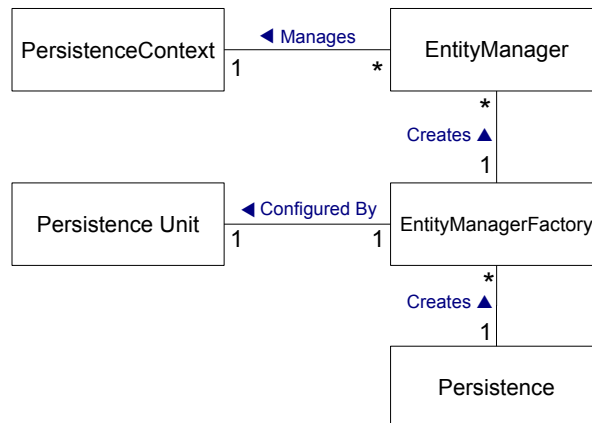 PersistenceContext
◀ Manages
EntityManager
1
*
*
Creates ▲
1
Persistence Unit
◀ Configured By
EntityManagerFactory
1
1
*
Creates ▲
1
Persistence